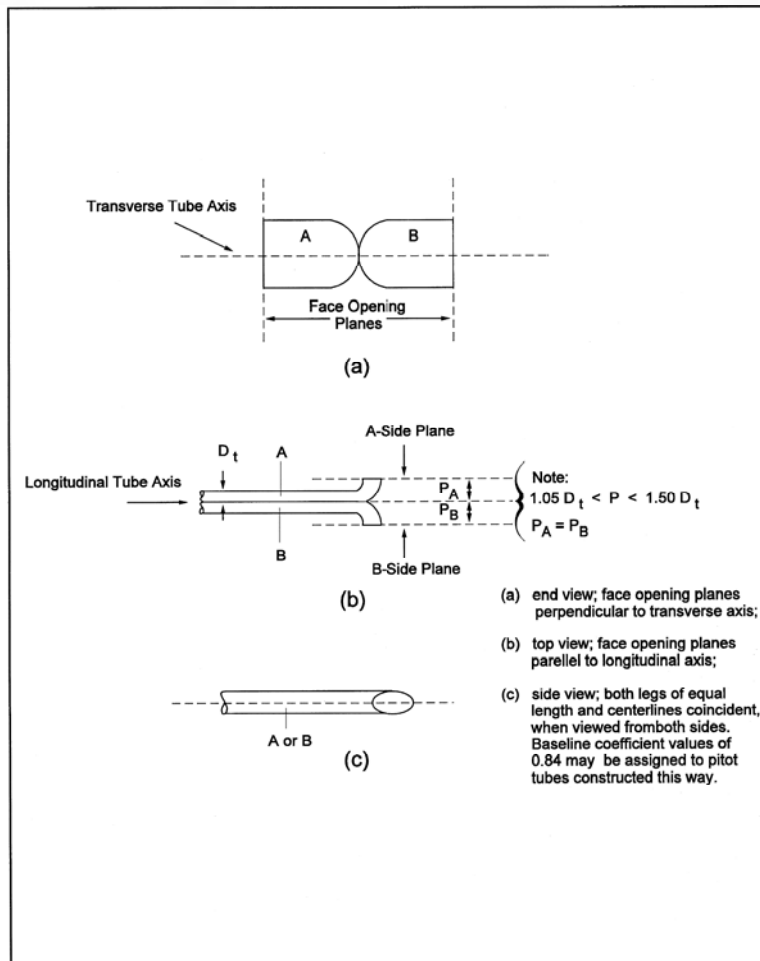 Transverse Tube Axis
A
B
Face Opening
Planes
(a)
A-Side Plane
D t
A
Longitudinal Tube Axis
P A
P B
Note:
1.05 D t < P < 1.50 D t
P A = P B
B
B-Side Plane
(b)
(a) end view; face opening planes
perpendicular to transverse axis;
(b) top view; face opening planes
parellel to longitudinal axis;
(c) side view; both legs of equal
length and centerlines coincident,
when viewed fromboth sides.
Baseline coefficient values of
0.84 may be assigned to pitot
tubes constructed this way.
A or B
(c)